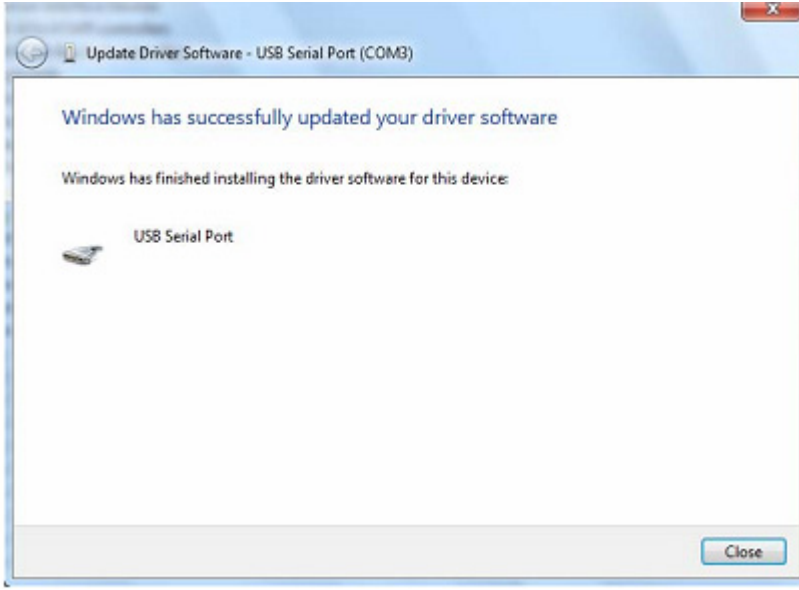 Update Driver Software - USB Serial Port (COM3)
Windows has successfully updated your driver software
Windows has finished installing the driver software for this device:
USB Serial Port
Close